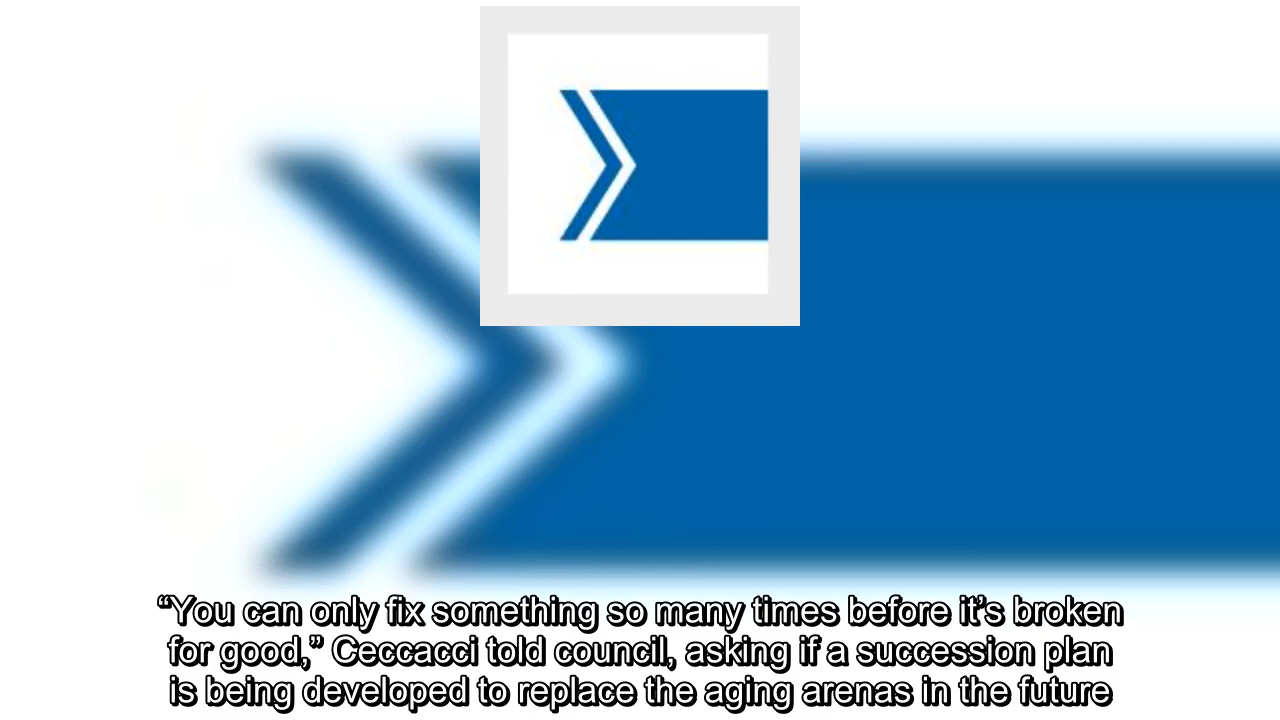 “You can only fix something so many times before it’s broken
for good,” Ceccacci told council, asking if a succession plan
is being developed to replace the aging arenas in the future